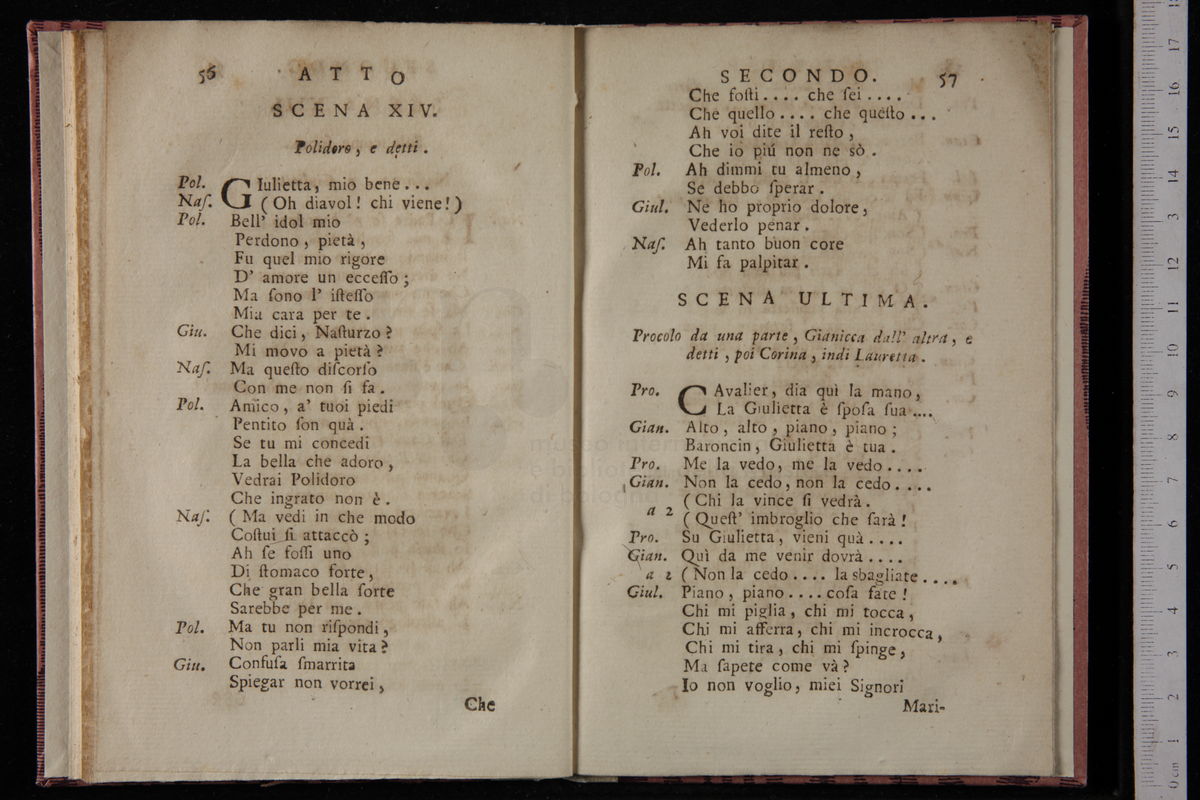 56 ATTO
SCENA XIV.
Polidoro, e detti.
Pol. GIulietta, mio bene...
Naſ. (Oh diavol! chi viene!)
Pol. Bell' idol mio
Perdono, pietà,
Fu quel mio rigore
D' amore un ecceſſo;
Ma ſono l' iſteſſo
Mia cara per te.
Giu. Che dici, Naſturzo?
Mi movo a pietà?
Naſ. Ma queſto diſcorſo
Con me non ſi fa.
Pol. Amico, a' tuoi piedi
Pentito ſon quà.
Se tu mi concedi
La bella che adoro,
Vedrai Polidoro
Che ingrato non è.
Naſ. (Ma vedi in che modo
Coſtui ſi attaccò;
Ah ſe foſſi uno
Di ſtomaco forte,
Che gran bella ſorte
Sarebbe per me.
Pol. Ma tu non riſpondi,
Non parli mia vita?
Giu. Confuſa ſmarrita
Spiegar non vorrei,
Che
SECONDO. 57
Che foſti.... che ſei....
Che quello.... che queſto...
Ah voi dite il reſto,
Che io piú non ne sò.
Pol. Ah dimmi tu almeno,
Se debbo ſperar.
Giul. Ne ho proprio dolore,
Vederlo penar.
Naſ. Ah tanto buon core
Mi fa palpitar.
SCENA ULTIMA.
Procolo da una parte, Gianicca dall' altra, e
detti, poi Corina, indi Lauretta.
Pro. CAvalier, dia quì la mano,
La Giulietta è ſpoſa ſua....
Gian. Alto, alto, piano, piano;
Baroncin, Giulietta è tua.
Pro. Me la vedo, me la vedo....
Gian. Non la cedo, non la cedo....
a 2 (Chi la vince ſi vedrà.
(Queſt' imbroglio che ſarà!
Pro. Su Giulietta, vieni quà....
Gian. Quì da me venir dovrà....
a 2 (Non la cedo.... la sbagliate....
Giul. Piano, piano.... coſa fate!
Chi mi piglia, chi mi tocca,
Chi mi afferra, chi mi incrocca,
Chi mi tira, chi mi ſpinge,
Ma ſapete come và?
Io non voglio, miei Signori
Mari-